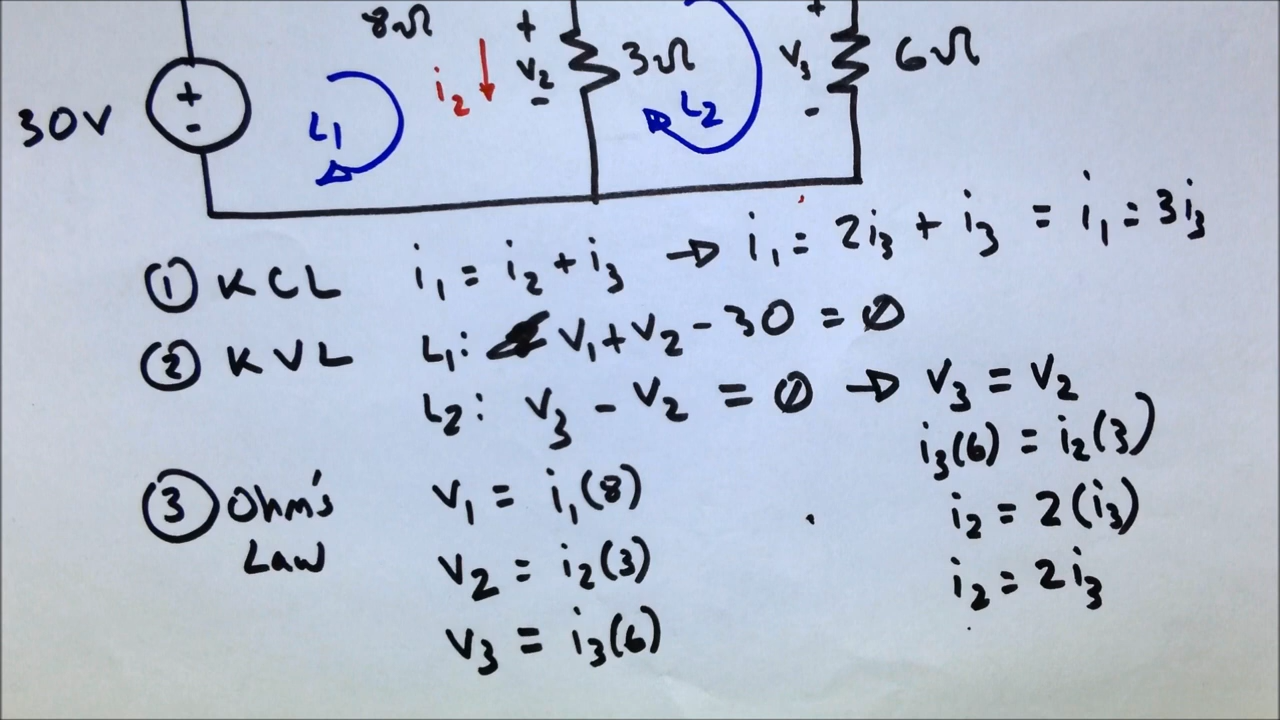 8Ω
+
+
30V
+
-
L1
i2
v2
-
3Ω
L2
v3
-
6Ω
① KCL i1 = i2 + i3 → i1 = 2i3 + i3 = i1 = 3i3
② KVL L1: v1 + v2 - 30 = 0
L2: v3 - v2 = 0 → v3 = v2
i3(6) = i2(3)
③ Ohm's Law
v1 = i1(8)
i2 = 2(i3)
v2 = i2(3)
i2 = 2i3
v3 = i3(6)